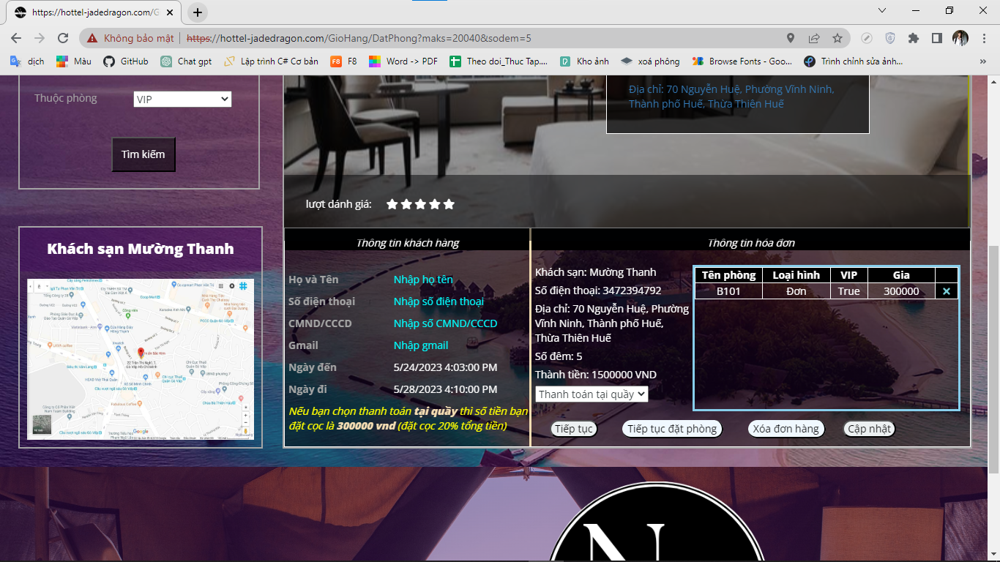 https://hottel-jadedragon.com/G
Không bảo mật
https://hottel-jadedragon.com/GioHang/DatPhong?maks=20040&sodem=5
dịch
Màu
GitHub
Chat gpt
Lập trình C# Cơ bản
F8
Word -> PDF
Theo doi_Thuc Tap....
Kho ảnh
xoá phông
Browse Fonts - Goo...
Trình chỉnh sửa ảnh...
»
Thuộc phòng
VIP
Tìm kiếm
Địa chỉ: 70 Nguyễn Huệ, Phường Vĩnh Ninh,
Thành phố Huế, Thừa Thiên Huế
lượt dánh giá:
Khách sạn Mường Thanh
Thông tin khách hàng
Họ và Tên
Nhập họ tên
Số điện thoại
Nhập số điện thoại
CMND/CCCD
Nhập số CMND/CCCD
Gmail
Nhập gmail
Ngày đến
5/24/2023 4:03:00 PM
Ngày đi
5/28/2023 4:10:00 PM
Nếu bạn chọn thanh toán tại quầy thì số tiền bạn
đặt cọc là 300000 vnd (đặt cọc 20% tổng tiền)
Thông tin hóa đơn
Khách sạn: Mường Thanh
Số điện thoại: 3472394792
Địa chỉ: 70 Nguyễn Huệ, Phường
Vĩnh Ninh, Thành phố Huế,
Thừa Thiên Huế
Số đêm: 5
Thành tiền: 1500000 VND
Thanh toán tại quầy
Tên phòng Loại hình VIP Gia
B101 Đơn True 300000
Tiếp tục
Tiếp tục đặt phòng
Xóa đơn hàng
Cập nhật
Google
N